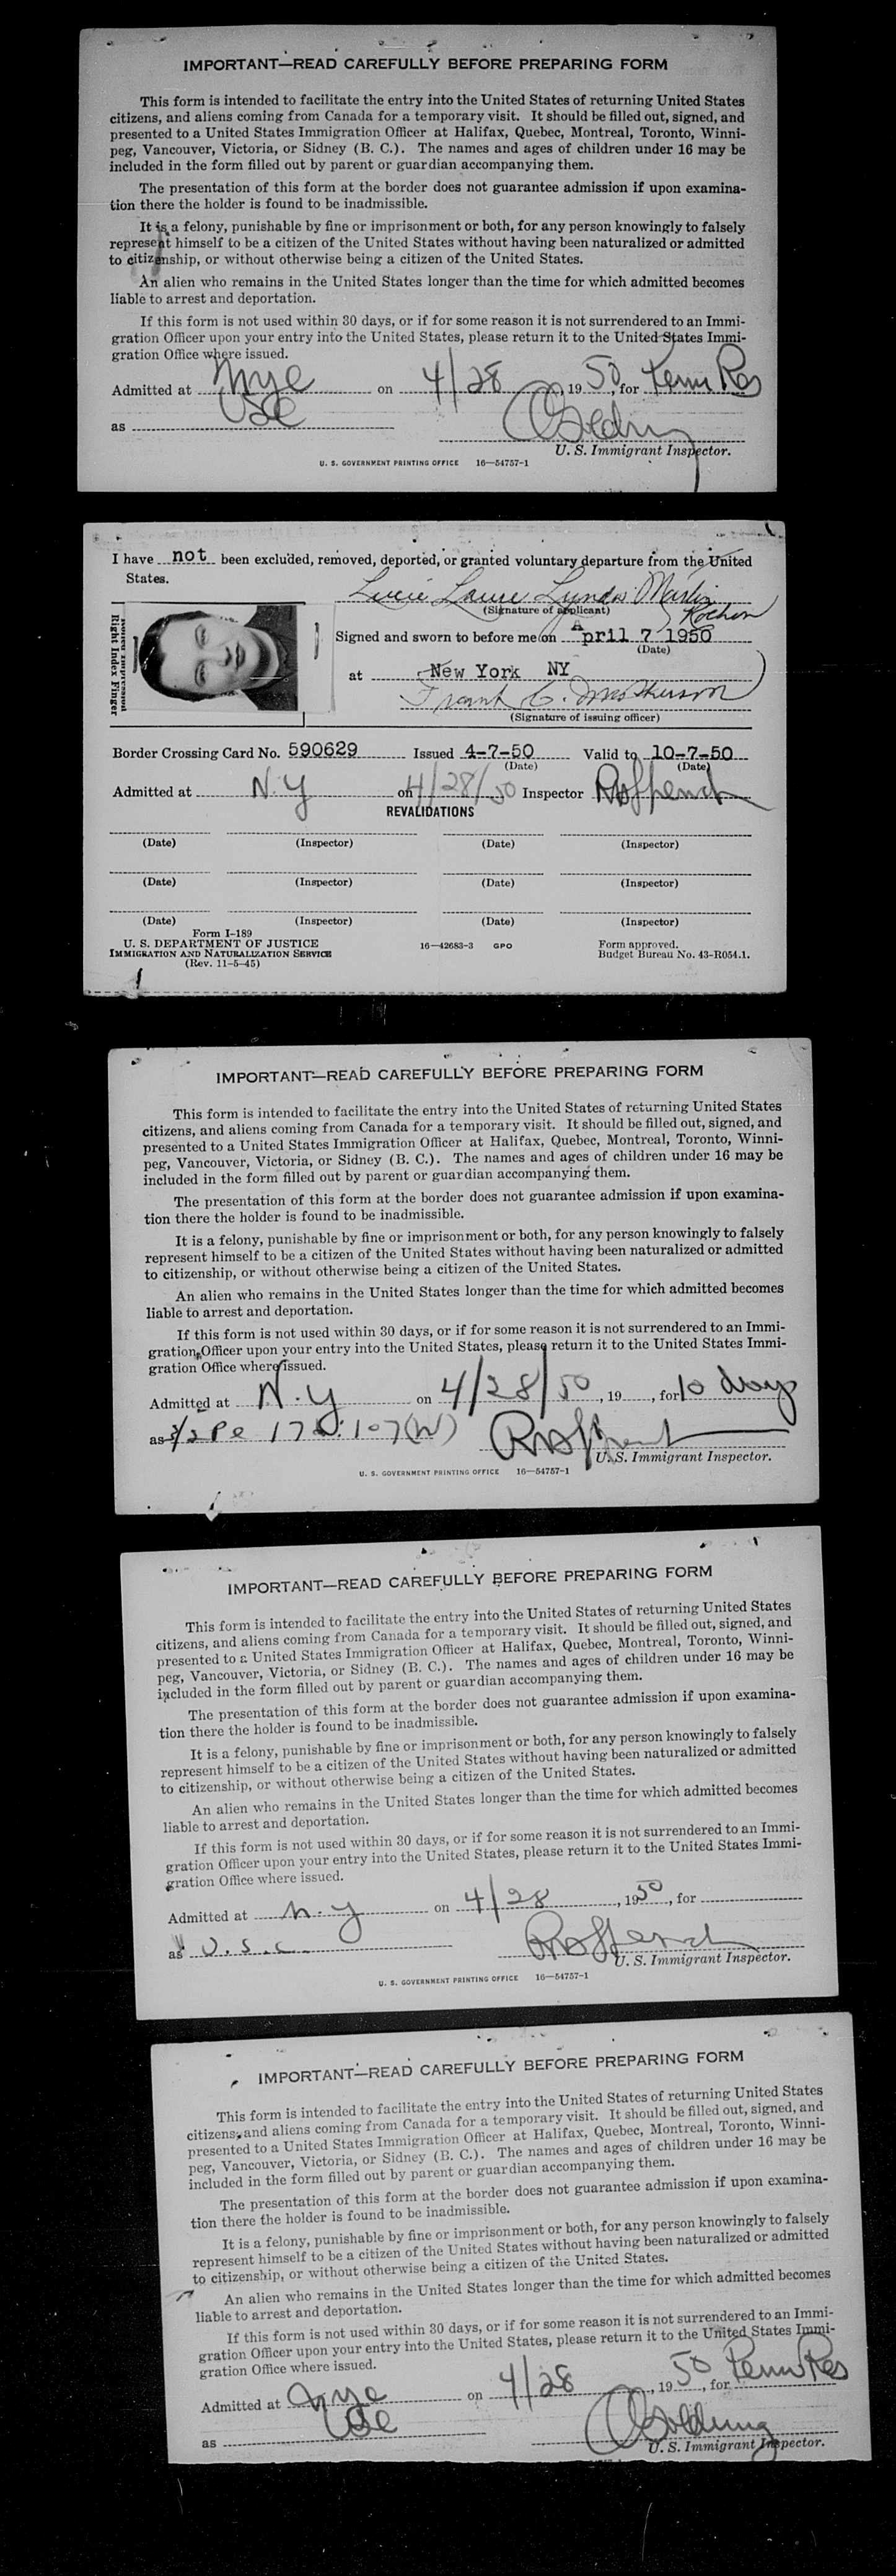 IMPORTANT—READ CAREFULLY BEFORE PREPARING FORM
This form is intended to facilitate the entry into the United States of returning United States
citizens, and aliens coming from Canada for a temporary visit. It should be filled out, signed, and
presented to a United States Immigration Officer at Halifax, Quebec, Montreal, Toronto, Winni-
peg, Vancouver, Victoria, or Sidney (B. C.). The names and ages of children under 16 may be
included in the form filled out by parent or guardian accompanying them.
The presentation of this form at the border does not guarantee admission if upon examina-
tion there the holder is found to be inadmissible.
It is a felony, punishable by fine or imprisonment or both, for any person knowingly to falsely
represent himself to be a citizen of the United States without having been naturalized or admitted
to citizenship, or without otherwise being a citizen of the United States.
An alien who remains in the United States longer than the time for which admitted becomes
liable to arrest and deportation.
If this form is not used within 30 days, or if for some reason it is not surrendered to an Immi-
gration Officer upon your entry into the United States, please return it to the United States Immi-
gration Office where issued.
Admitted at nyc on 4/28, 1950, for Perm Res
as USC
U. S. Immigrant Inspector.
U. S. GOVERNMENT PRINTING OFFICE 16—54757-1
I have not been excluded, removed, deported, or granted voluntary departure from the United
States.
Lucie Laure Lynda Martin
(Signature of applicant)
Rochon
Right Index Finger
Signed and sworn to before me on April 7 1950
(Date)
at New York NY
Frank C.
(Signature of issuing officer)
Border Crossing Card No. 590629 Issued 4-7-50 Valid to 10-7-50
(Date) (Date)
Admitted at N.Y on 4/28/50 Inspector
REVALIDATIONS
(Date) (Inspector) (Date) (Inspector)
(Date) (Inspector) (Date) (Inspector)
(Date) (Inspector) (Date) (Inspector)
Form I-189
U. S. DEPARTMENT OF JUSTICE 16—42683-3 GPO Form approved.
IMMIGRATION AND NATURALIZATION SERVICE Budget Bureau No. 43-R054.1.
(Rev. 11-5-45)
IMPORTANT—READ CAREFULLY BEFORE PREPARING FORM
This form is intended to facilitate the entry into the United States of returning United States
citizens, and aliens coming from Canada for a temporary visit. It should be filled out, signed, and
presented to a United States Immigration Officer at Halifax, Quebec, Montreal, Toronto, Winni-
peg, Vancouver, Victoria, or Sidney (B. C.). The names and ages of children under 16 may be
included in the form filled out by parent or guardian accompanying them.
The presentation of this form at the border does not guarantee admission if upon examina-
tion there the holder is found to be inadmissible.
It is a felony, punishable by fine or imprisonment or both, for any person knowingly to falsely
represent himself to be a citizen of the United States without having been naturalized or admitted
to citizenship, or without otherwise being a citizen of the United States.
An alien who remains in the United States longer than the time for which admitted becomes
liable to arrest and deportation.
If this form is not used within 30 days, or if for some reason it is not surrendered to an Immi-
gration Officer upon your entry into the United States, please return it to the United States Immi-
gration Office where issued.
Admitted at N.Y on 4/28/50, 19, for 10 days
as
U. S. Immigrant Inspector.
U. S. GOVERNMENT PRINTING OFFICE 16—54757-1
IMPORTANT—READ CAREFULLY BEFORE PREPARING FORM
This form is intended to facilitate the entry into the United States of returning United States
citizens, and aliens coming from Canada for a temporary visit. It should be filled out, signed, and
presented to a United States Immigration Officer at Halifax, Quebec, Montreal, Toronto, Winni-
peg, Vancouver, Victoria, or Sidney (B. C.). The names and ages of children under 16 may be
included in the form filled out by parent or guardian accompanying them.
The presentation of this form at the border does not guarantee admission if upon examina-
tion there the holder is found to be inadmissible.
It is a felony, punishable by fine or imprisonment or both, for any person knowingly to falsely
represent himself to be a citizen of the United States without having been naturalized or admitted
to citizenship, or without otherwise being a citizen of the United States.
An alien who remains in the United States longer than the time for which admitted becomes
liable to arrest and deportation.
If this form is not used within 30 days, or if for some reason it is not surrendered to an Immi-
gration Officer upon your entry into the United States, please return it to the United States Immi-
gration Office where issued.
Admitted at n.y on 4/28, 1950, for
as U.S.C.
U. S. Immigrant Inspector.
U. S. GOVERNMENT PRINTING OFFICE 16—54757-1
IMPORTANT—READ CAREFULLY BEFORE PREPARING FORM
This form is intended to facilitate the entry into the United States of returning United States
citizens, and aliens coming from Canada for a temporary visit. It should be filled out, signed, and
presented to a United States Immigration Officer at Halifax, Quebec, Montreal, Toronto, Winni-
peg, Vancouver, Victoria, or Sidney (B. C.). The names and ages of children under 16 may be
included in the form filled out by parent or guardian accompanying them.
The presentation of this form at the border does not guarantee admission if upon examina-
tion there the holder is found to be inadmissible.
It is a felony, punishable by fine or imprisonment or both, for any person knowingly to falsely
represent himself to be a citizen of the United States without having been naturalized or admitted
to citizenship, or without otherwise being a citizen of the United States.
An alien who remains in the United States longer than the time for which admitted becomes
liable to arrest and deportation.
If this form is not used within 30 days, or if for some reason it is not surrendered to an Immi-
gration Officer upon your entry into the United States, please return it to the United States Immi-
gration Office where issued.
Admitted at nyc on 4/28, 1950, for Perm Res
as USC
U. S. Immigrant Inspector.